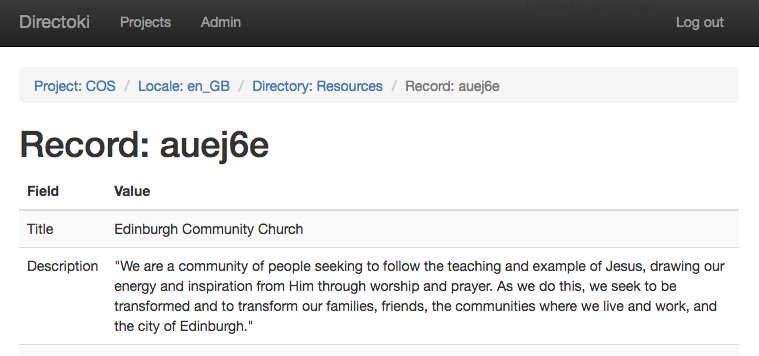 Directoki Projects Admin Log out
Project: COS / Locale: en_GB / Directory: Resources / Record: auej6e
Record: auej6e
Field Value
Title Edinburgh Community Church
Description "We are a community of people seeking to follow the teaching and example of Jesus, drawing our
energy and inspiration from Him through worship and prayer. As we do this, we seek to be
transformed and to transform our families, friends, the communities where we live and work, and
the city of Edinburgh."